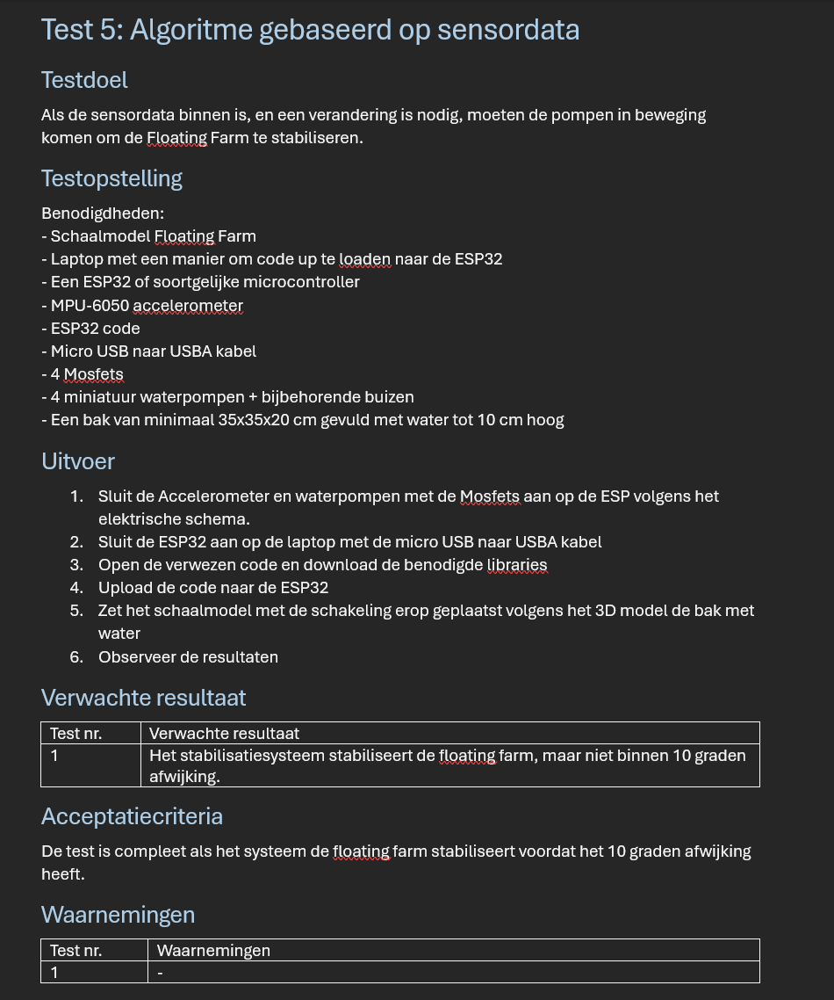 Test 5: Algoritme gebaseerd op sensordata
Testdoel
Als de sensordata binnen is, en een verandering is nodig, moeten de pompen in beweging
komen om de Floating Farm te stabiliseren.
Testopstelling
Benodigdheden:
- Schaalmodel Floating Farm
- Laptop met een manier om code up te loaden naar de ESP32
- Een ESP32 of soortgelijke microcontroller
- MPU-6050 accelerometer
- ESP32 code
- Micro USB naar USBA kabel
- 4 Mosfets
- 4 miniatuur waterpompen + bijbehorende buizen
- Een bak van minimaal 35x35x20 cm gevuld met water tot 10 cm hoog
Uitvoer
1. Sluit de Accelerometer en waterpompen met de Mosfets aan op de ESP volgens het
elektrische schema.
2. Sluit de ESP32 aan op de laptop met de micro USB naar USBA kabel
3. Open de verwezen code en download de benodigde libraries
4. Upload de code naar de ESP32
5. Zet het schaalmodel met de schakeling erop geplaatst volgens het 3D model de bak met
water
6. Observeer de resultaten
Verwachte resultaat
Test nr. Verwachte resultaat
1 Het stabilisatiesysteem stabiliseert de floating farm, maar niet binnen 10 graden
afwijking.
Acceptatiecriteria
De test is compleet als het systeem de floating farm stabiliseert voordat het 10 graden afwijking
heeft.
Waarnemingen
Test nr. Waarnemingen
1 -